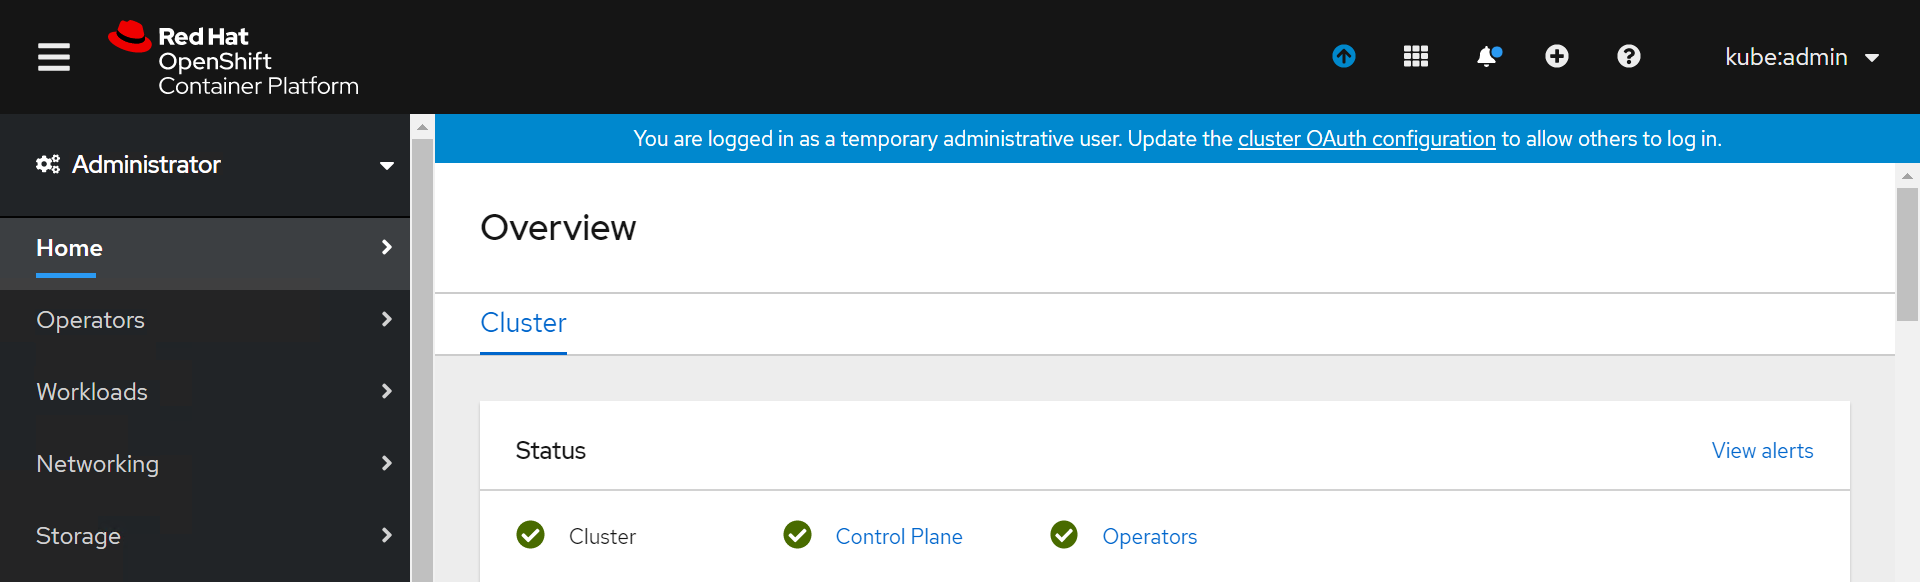 Red Hat
OpenShift
Container Platform
kube:admin
Administrator
Home
Operators
Workloads
Networking
Storage
You are logged in as a temporary administrative user. Update the cluster OAuth configuration to allow others to log in.
Overview
Cluster
Status
View alerts
Cluster
Control Plane
Operators